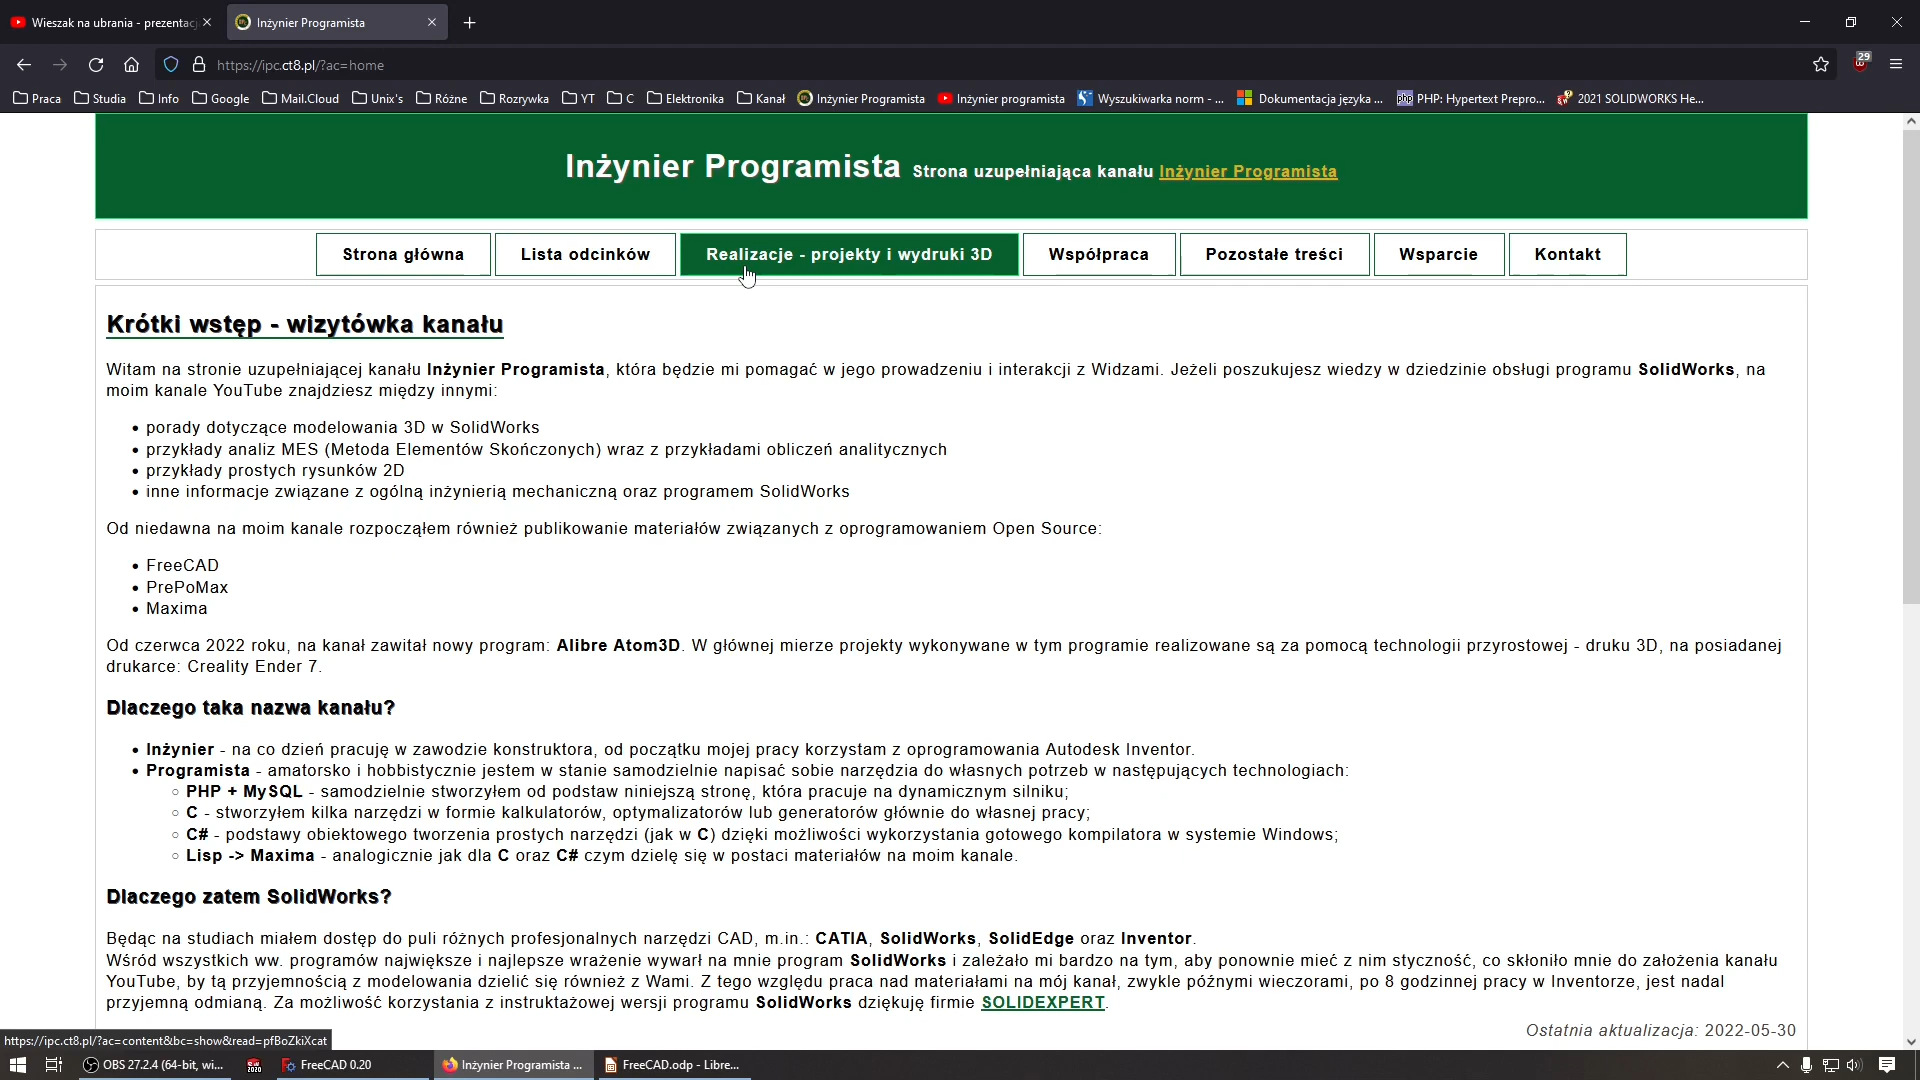 Wieszak na ubrania - prezentacj
Inżynier Programista
https://ipc.ct8.pl/?ac=home
29
Praca Studia Info Google Mail.Cloud Unix's Różne Rozrywka YT C Elektronika Kanał Inżynier Programista Inżynier programista Wyszukiwarka norm - ... Dokumentacja języka ... php PHP: Hypertext Prepro... 2021 SOLIDWORKS He...
Inżynier Programista Strona uzupełniająca kanału Inżynier Programista
Strona główna Lista odcinków Realizacje - projekty i wydruki 3D Współpraca Pozostałe treści Wsparcie Kontakt
Krótki wstęp - wizytówka kanału
Witam na stronie uzupełniającej kanału Inżynier Programista, która będzie mi pomagać w jego prowadzeniu i interakcji z Widzami. Jeżeli poszukujesz wiedzy w dziedzinie obsługi programu SolidWorks, na
moim kanale YouTube znajdziesz między innymi:
• porady dotyczące modelowania 3D w SolidWorks
• przykłady analiz MES (Metoda Elementów Skończonych) wraz z przykładami obliczeń analitycznych
• przykłady prostych rysunków 2D
• inne informacje związane z ogólną inżynierią mechaniczną oraz programem SolidWorks
Od niedawna na moim kanale rozpocząłem również publikowanie materiałów związanych z oprogramowaniem Open Source:
• FreeCAD
• PrePoMax
• Maxima
Od czerwca 2022 roku, na kanał zawitał nowy program: Alibre Atom3D. W głównej mierze projekty wykonywane w tym programie realizowane są za pomocą technologii przyrostowej - druku 3D, na posiadanej
drukarce: Creality Ender 7.
Dlaczego taka nazwa kanału?
• Inżynier - na co dzień pracuję w zawodzie konstruktora, od początku mojej pracy korzystam z oprogramowania Autodesk Inventor.
• Programista - amatorsko i hobbistycznie jestem w stanie samodzielnie napisać sobie narzędzia do własnych potrzeb w następujących technologiach:
◦ PHP + MySQL - samodzielnie stworzyłem od podstaw niniejszą stronę, która pracuje na dynamicznym silniku;
◦ C - stworzyłem kilka narzędzi w formie kalkulatorów, optymalizatorów lub generatorów głównie do własnej pracy;
◦ C# - podstawy obiektowego tworzenia prostych narzędzi (jak w C) dzięki możliwości wykorzystania gotowego kompilatora w systemie Windows;
◦ Lisp -> Maxima - analogicznie jak dla C oraz C# czym dzielę się w postaci materiałów na moim kanale.
Dlaczego zatem SolidWorks?
Będąc na studiach miałem dostęp do puli różnych profesjonalnych narzędzi CAD, m.in.: CATIA, SolidWorks, SolidEdge oraz Inventor.
Wśród wszystkich ww. programów największe i najlepsze wrażenie wywarł na mnie program SolidWorks i zależało mi bardzo na tym, aby ponownie mieć z nim styczność, co skłoniło mnie do założenia kanału
YouTube, by tą przyjemnością z modelowania dzielić się również z Wami. Z tego względu praca nad materiałami na mój kanał, zwykle późnymi wieczorami, po 8 godzinnej pracy w Inventorze, jest nadal
przyjemną odmianą. Za możliwość korzystania z instruktażowej wersji programu SolidWorks dziękuję firmie SOLIDEXPERT.
Ostatnia aktualizacja: 2022-05-30
https://ipc.ct8.pl/?ac=content&bc=show&read=pfBoZkiXcat
OBS 27.2.4 (64-bit, wi... 2020 FreeCAD 0.20 Inżynier Programista ... FreeCAD.odp - Libre...